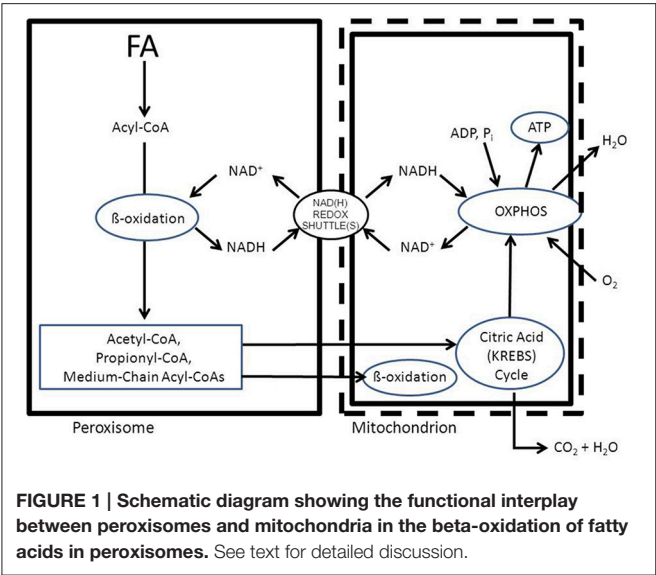 FA
Acyl-CoA
ß-oxidation
NAD⁺
NADH
NAD(H)
REDOX
SHUTTLE(S)
NADH
NAD⁺
ADP, Pᵢ
ATP
H₂O
OXPHOS
O₂
Acetyl-CoA,
Propionyl-CoA,
Medium-Chain Acyl-CoAs
ß-oxidation
Citric Acid
(KREBS)
Cycle
Peroxisome
Mitochondrion
CO₂ + H₂O
FIGURE 1 | Schematic diagram showing the functional interplay
between peroxisomes and mitochondria in the beta-oxidation of fatty
acids in peroxisomes. See text for detailed discussion.